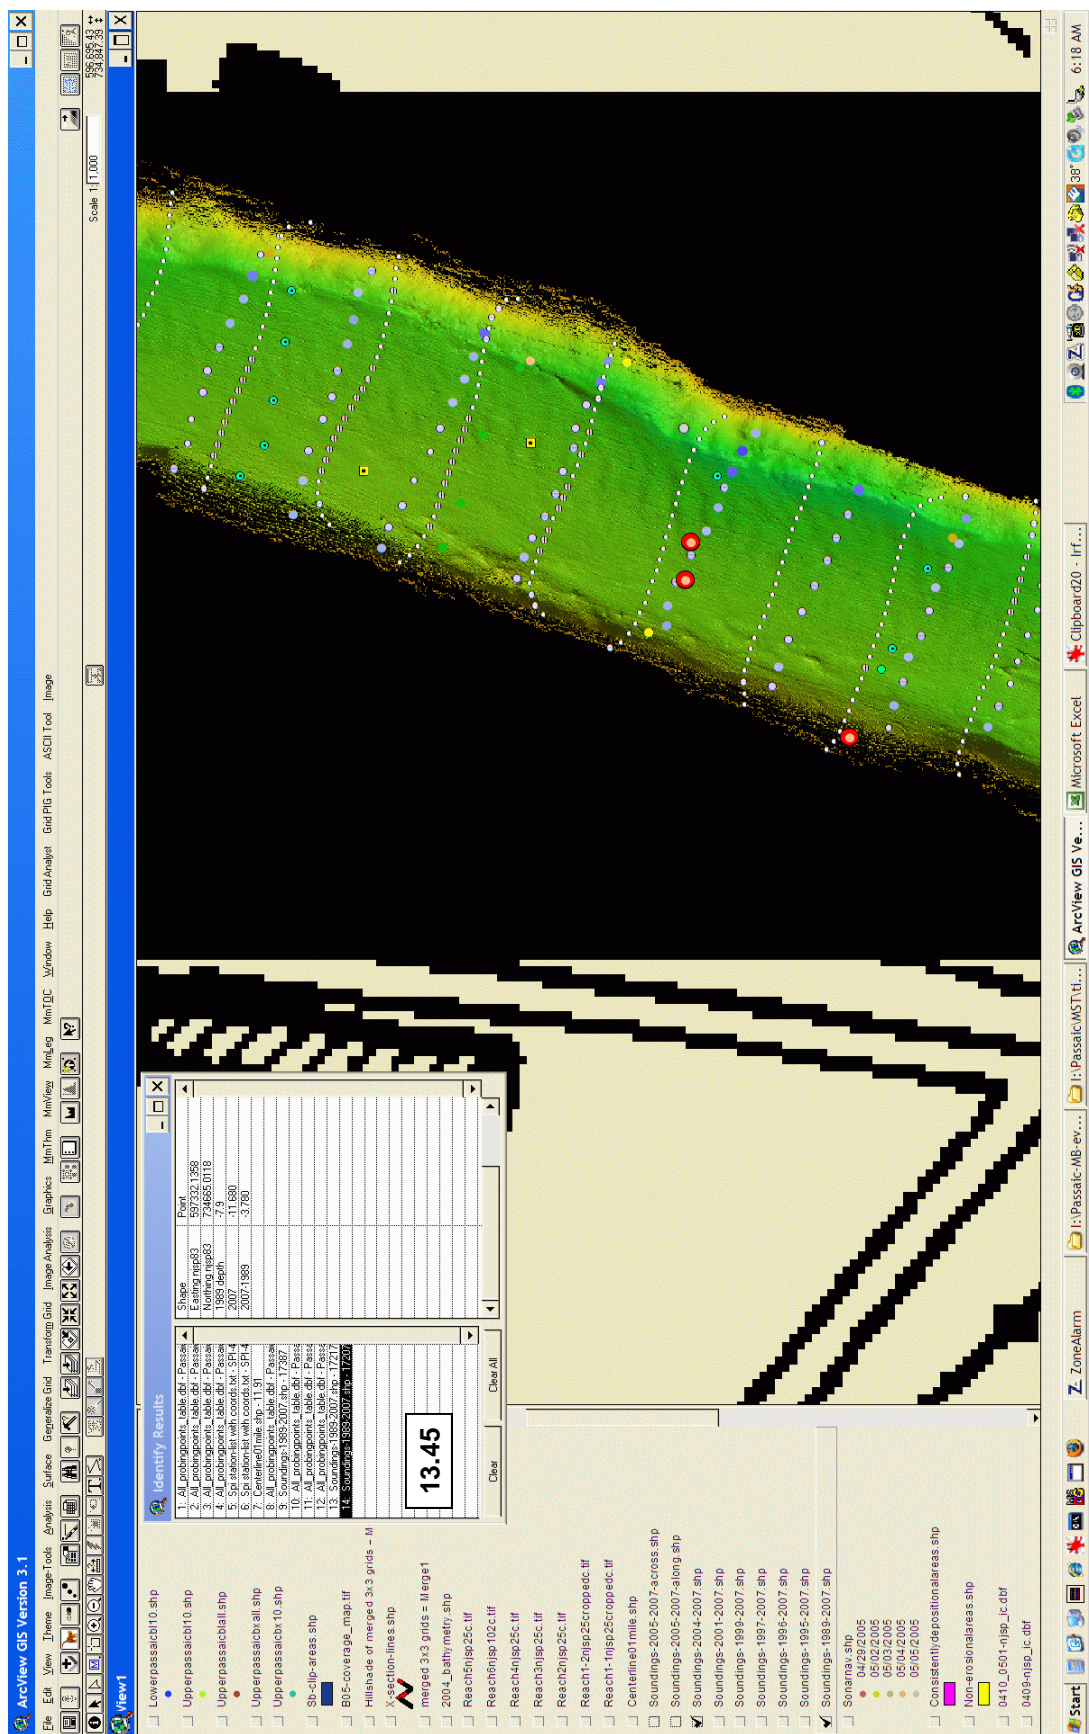 ArcView GIS Version 3.1
File Edit View Theme Image-Tools Analysis Surface Gepetalize Grid Transform Grid Image Analysis Graphics MmThm MmView MmLeg MmTOC Window Help Grid Analyst Grid PIG Tools ASCII Tool Image
Scale 1: 1,000
596,695.43
734,847.39
View1
Lowerpassaicbl10.shp
Upperpassaicbl10.shp
Upperpassaicblall.shp
Upperpassaicbxall.shp
Upperpassaicbx10.shp
Sb-clip-areas.shp
B05-coverage_map.tif
Hillshade of merged 3x3 grids = M
X-section-lines.shp
merged 3x3 grids = Merge1
2004_bathymetry.shp
Reach5njsp25c.tif
Reach6njsp102c.tif
Reach4njsp25c.tif
Reach3njsp25c.tif
Reach2njsp25c.tif
Reach1-2njsp25croppedc.tif
Reach1-1njsp25croppedc.tif
Centerline01mile.shp
Soundings-2005-2007-across.shp
Soundings-2005-2007-along.shp
Soundings-2004-2007.shp
Soundings-2001-2007.shp
Soundings-1999-2007.shp
Soundings-1997-2007.shp
Soundings-1996-2007.shp
Soundings-1995-2007.shp
Soundings-1989-2007.shp
Sonarnav.shp
04/29/2005
05/02/2005
05/03/2005
05/04/2005
05/05/2005
Consistentlydepositionalareas.shp
Non-erosionalareas.shp
0410_0501-njsp_ic.dbf
0409-njsp_ic.dbf
Identify Results
1: All_probingpoints_table.dbf - Passai
2: All_probingpoints_table.dbf - Passai
3: All_probingpoints_table.dbf - Passai
4: All_probingpoints_table.dbf - Passai
5: Spi station-list with coords.txt - SPI-4
6: Spi station-list with coords.txt - SPI-4
7: Centerline01mile.shp - 11.91
8: All_probingpoints_table.dbf - Passai
9: Soundings-1989-2007.shp - 17387
10: All_probingpoints_table.dbf - Passa
11: All_probingpoints_table.dbf - Passa
12: All_probingpoints_table.dbf - Passa
13: Soundings-1989-2007.shp - 17217
14: Soundings-1989-2007.shp - 17207
Shape Point
Easting njsp83 597332.1358
Northing njsp83 734665.0118
1989 depth -7.9
2007 -11.680
2007-1989 -3.780
13.45
Clear Clear All
Start
ZoneAlarm
I:\Passaic-MB-ev...
I:\Passaic\MST\ti...
ArcView GIS Ve...
Microsoft Excel
Clipboard20 - Irf...
38°
6:18 AM